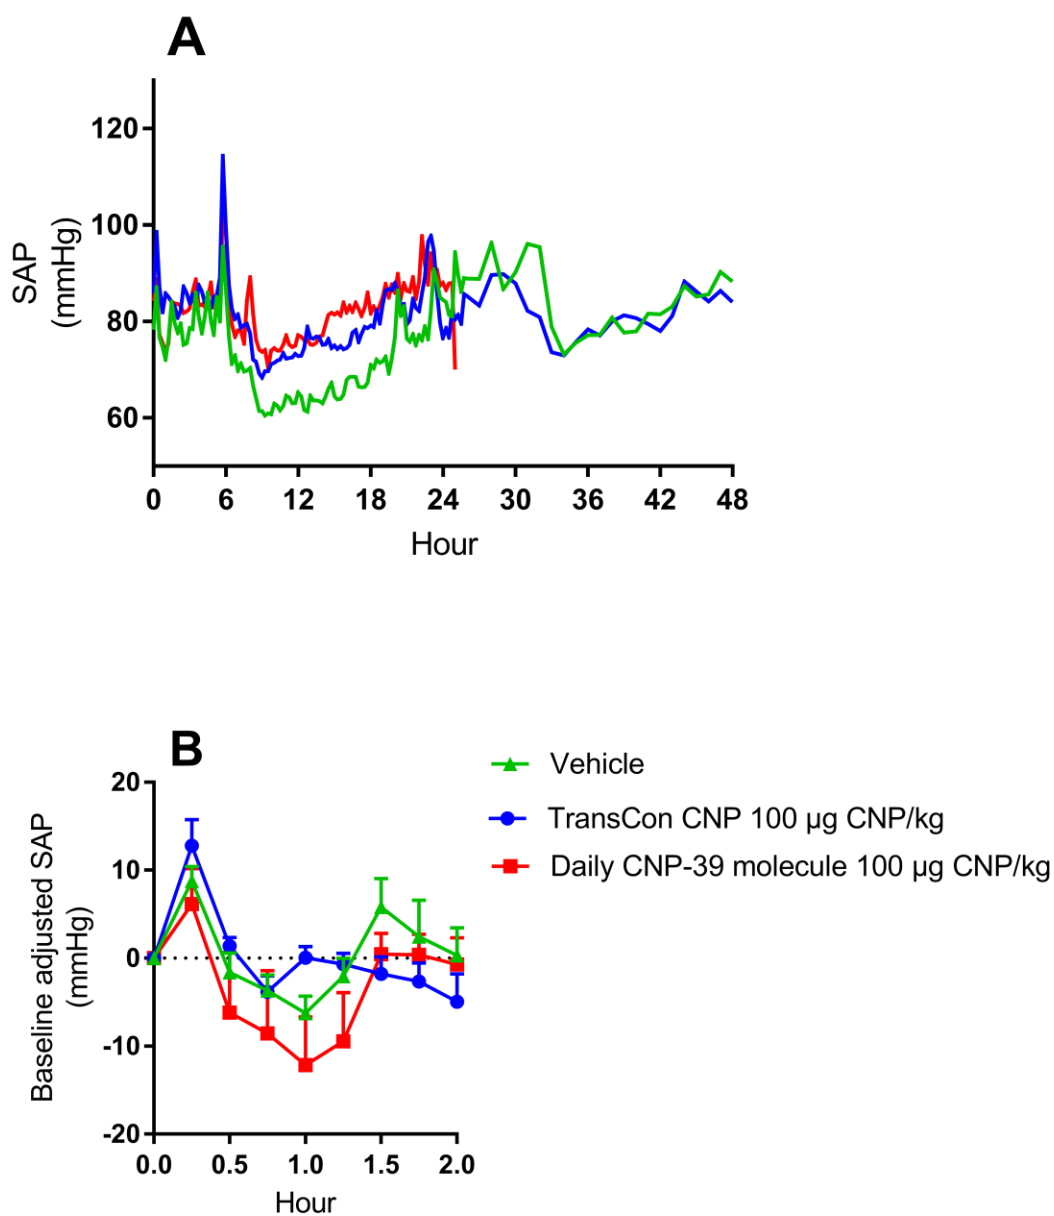 A
SAP
(mmHg)
120
100
80
60
0 6 12 18 24 30 36 42 48
Hour
B
Baseline adjusted SAP
(mmHg)
20
10
0
-10
-20
0.0 0.5 1.0 1.5 2.0
Hour
Vehicle
TransCon CNP 100 µg CNP/kg
Daily CNP-39 molecule 100 µg CNP/kg